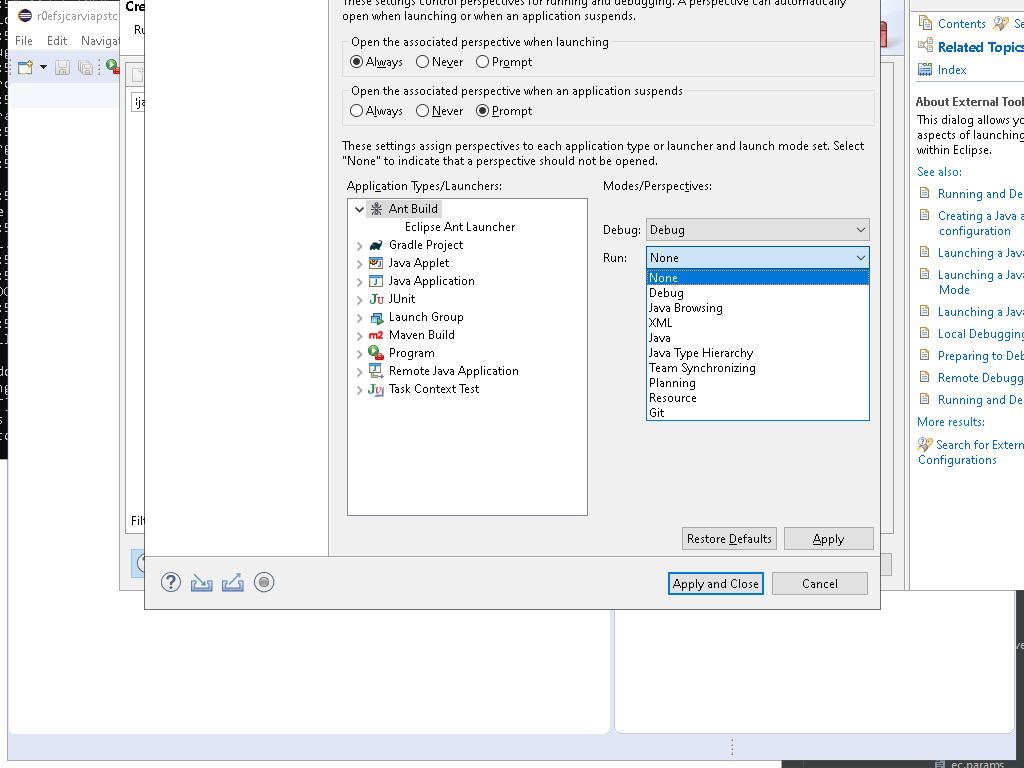 r0efsjcarviapstc
File Edit Navigat
Cre
Ru
!ja
Filt
These settings control perspectives for running and debugging. A perspective can automatically
open when launching or when an application suspends.
Open the associated perspective when launching
Always Never Prompt
Open the associated perspective when an application suspends
Always Never Prompt
These settings assign perspectives to each application type or launcher and launch mode set. Select
"None" to indicate that a perspective should not be opened.
Application Types/Launchers:
Ant Build
Eclipse Ant Launcher
Gradle Project
Java Applet
Java Application
JUnit
Launch Group
Maven Build
Program
Remote Java Application
Task Context Test
Modes/Perspectives:
Debug: Debug
Run: None
None
Debug
Java Browsing
XML
Java
Java Type Hierarchy
Team Synchronizing
Planning
Resource
Git
Restore Defaults Apply
Apply and Close Cancel
Contents Se
Related Topics
Index
About External Tool
This dialog allows yo
aspects of launching
within Eclipse.
See also:
Running and De
Creating a Java a
configuration
Launching a Java
Launching a Java
Mode
Launching a Java
Local Debugging
Preparing to Deb
Remote Debugg
Running and De
More results:
Search for Extern
Configurations
ec.params